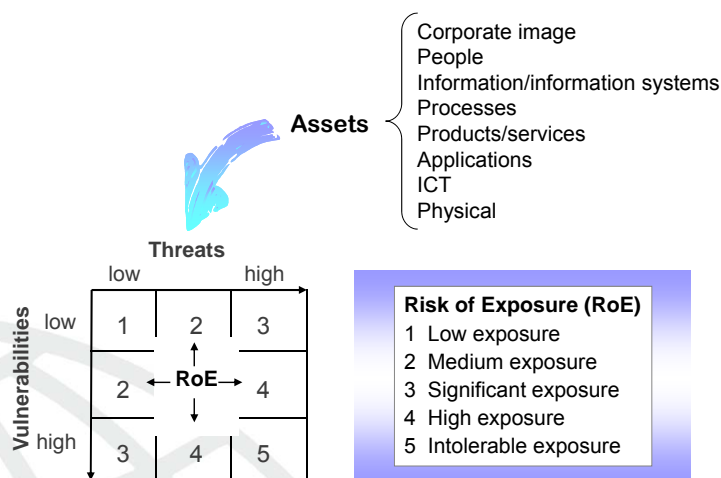 Corporate image
People
Information/information systems
Assets
Processes
Products/services
Applications
ICT
Physical
Threats
low high
Vulnerabilities
low 1 2 3
2 RoE 4
high 3 4 5
Risk of Exposure (RoE)
1 Low exposure
2 Medium exposure
3 Significant exposure
4 High exposure
5 Intolerable exposure